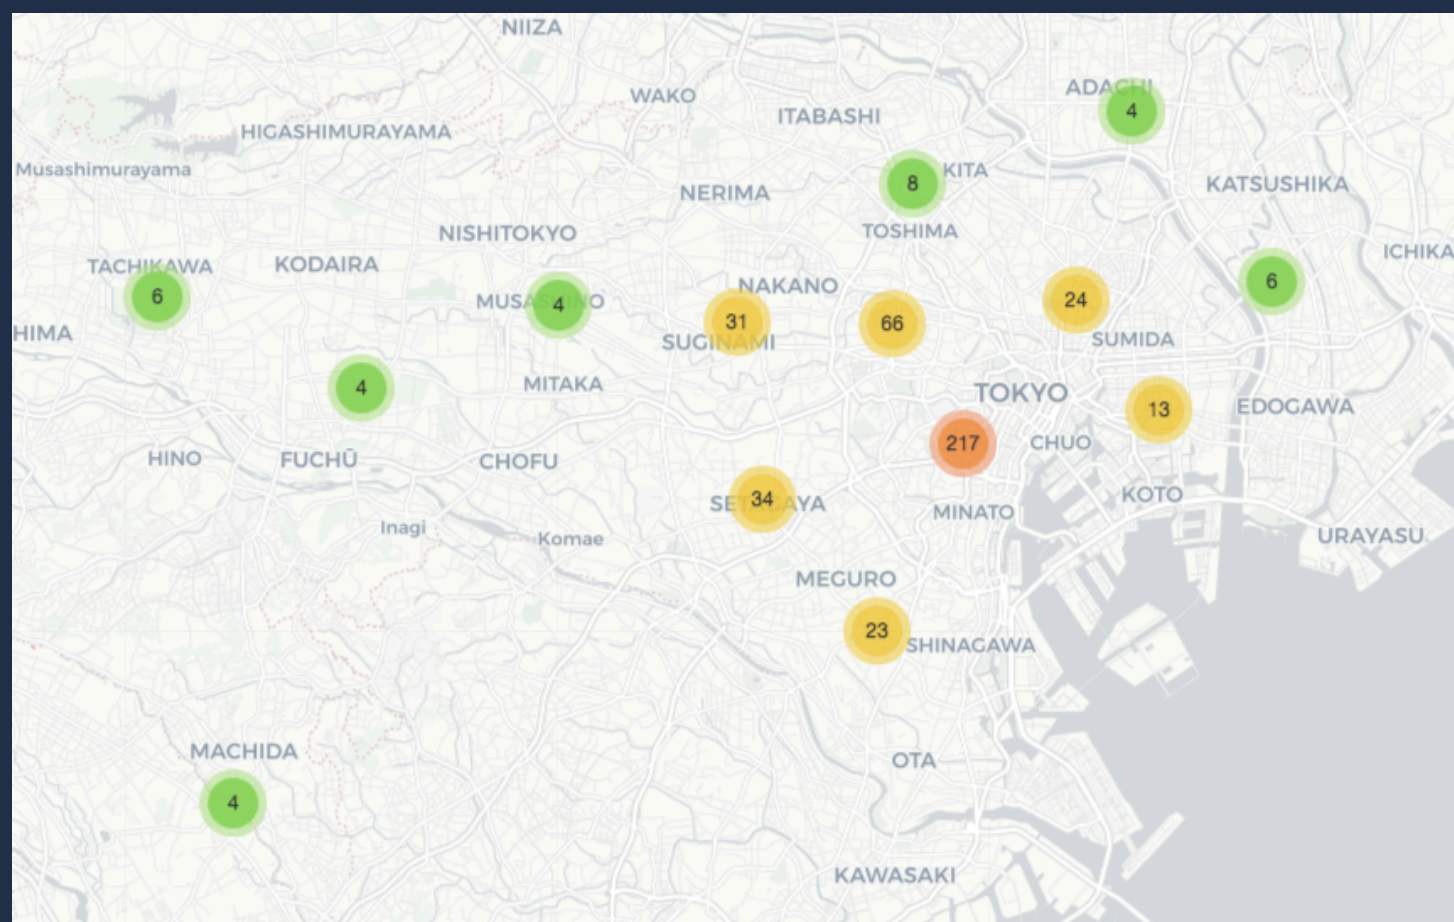 NIIZA
WAKO
ADACHI
4
ITABASHI
HIGASHIMURAYAMA
Musashimurayama
KITA
8
KATSUSHIKA
NERIMA
TOSHIMA
NISHITOKYO
ICHIKA
TACHIKAWA
6
KODAIRA
6
NAKANO
MUSASHINO
4
24
31
66
HIMA
SUMIDA
SUGINAMI
4
MITAKA
TOKYO
13
EDOGAWA
217
CHUO
HINO
FUCHŪ
CHOFU
34
SETAGAYA
KOTO
MINATO
Inagi
Komae
URAYASU
MEGURO
23
SHINAGAWA
MACHIDA
OTA
4
KAWASAKI